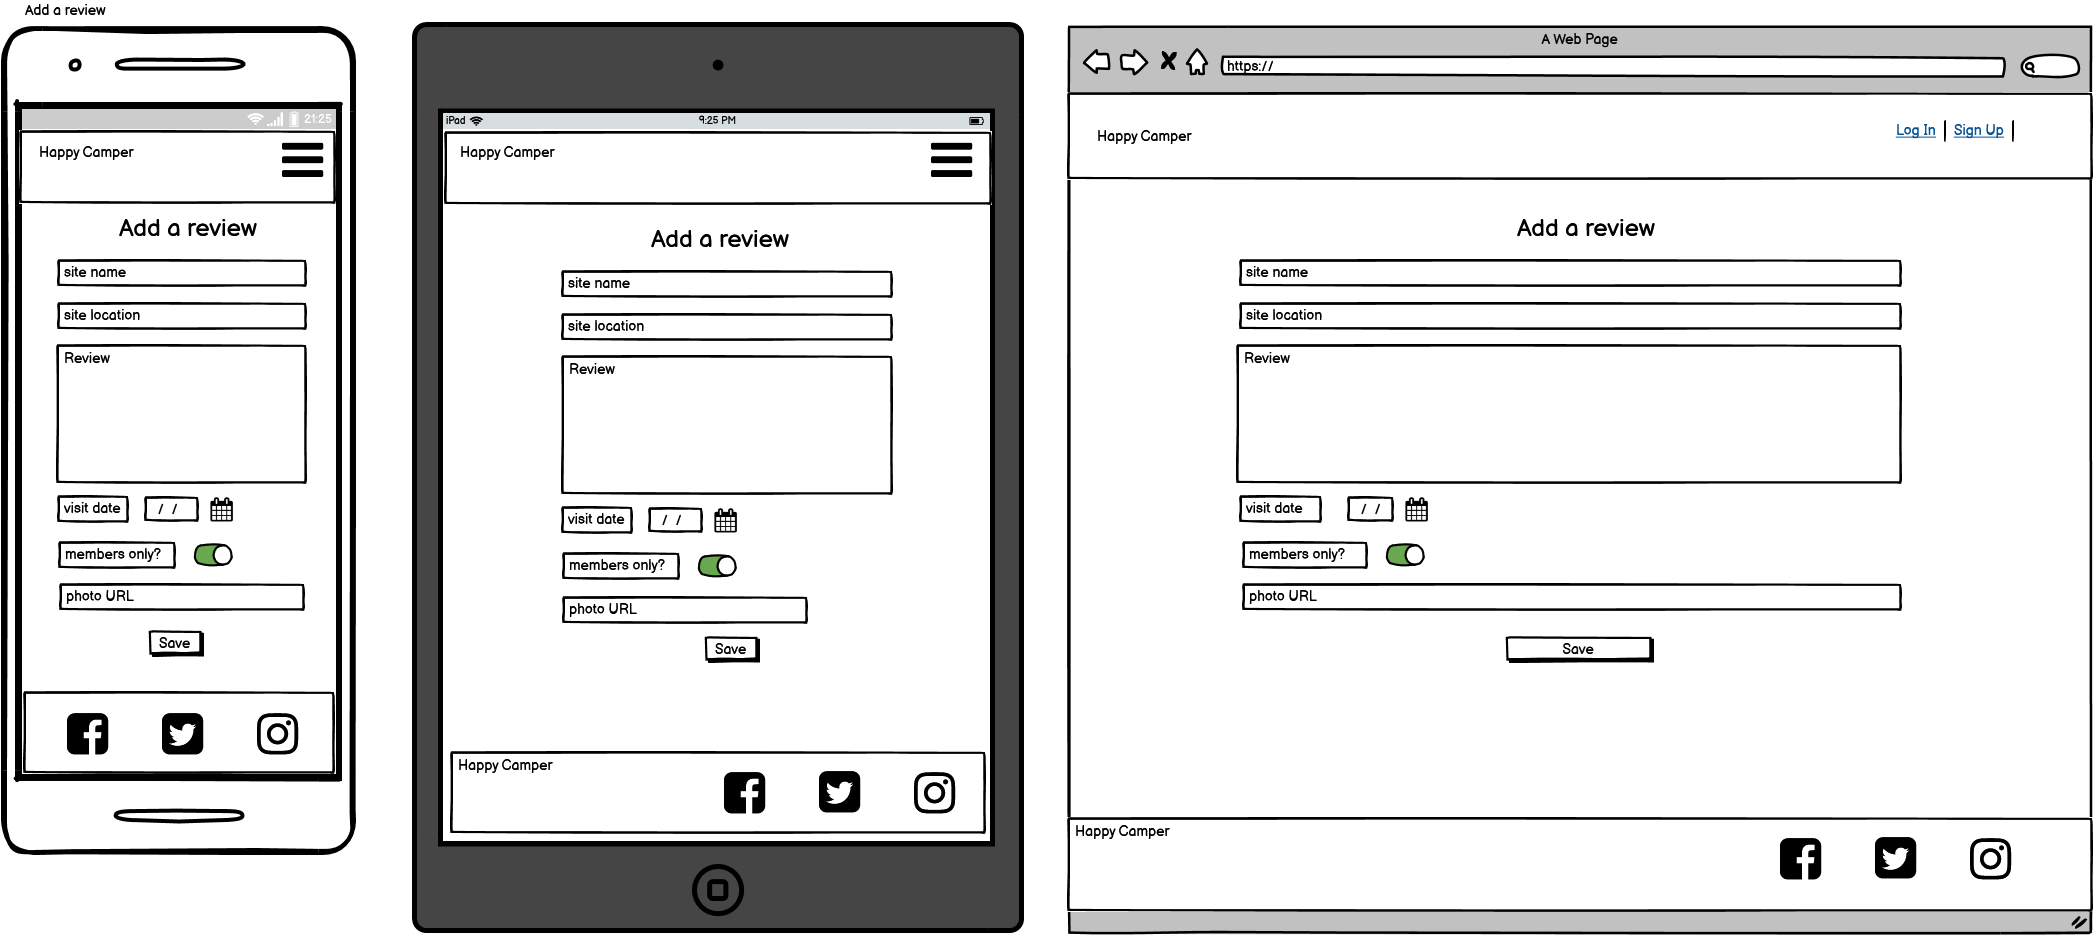 Add a review
21:25
Happy Camper
Add a review
site name
site location
Review
visit date / /
members only?
photo URL
Save
iPad 9:25 PM
Happy Camper
Add a review
site name
site location
Review
visit date / /
members only?
photo URL
Save
Happy Camper
A Web Page
https://
Happy Camper Log In Sign Up
Add a review
site name
site location
Review
visit date / /
members only?
photo URL
Save
Happy Camper